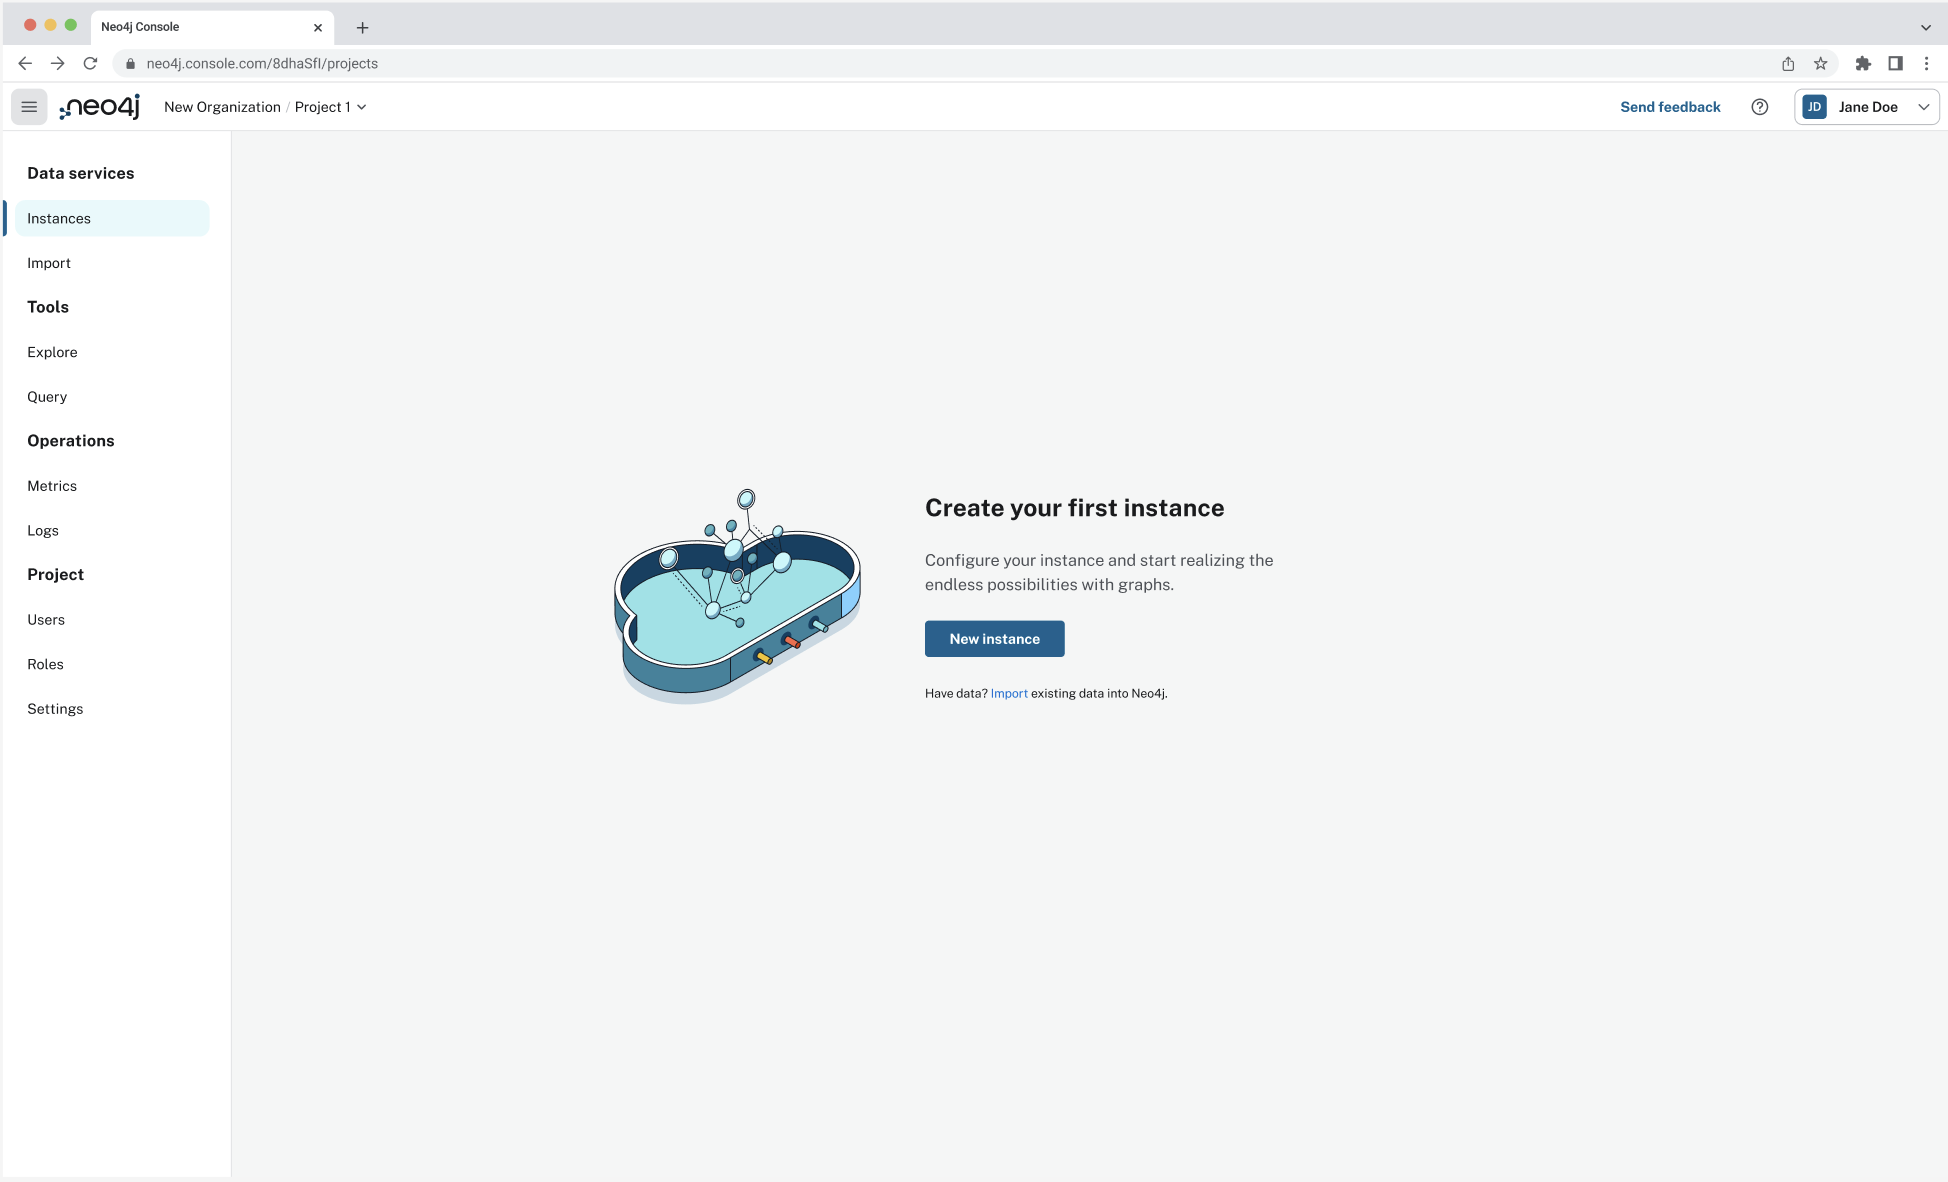 Neo4j Console
neo4j.console.com/8dhaSfI/projects
neo4j
New Organization / Project 1
Send feedback
JD
Jane Doe
Data services
Instances
Import
Tools
Explore
Query
Operations
Metrics
Logs
Project
Users
Roles
Settings
Create your first instance
Configure your instance and start realizing the
endless possibilities with graphs.
New instance
Have data? Import existing data into Neo4j.